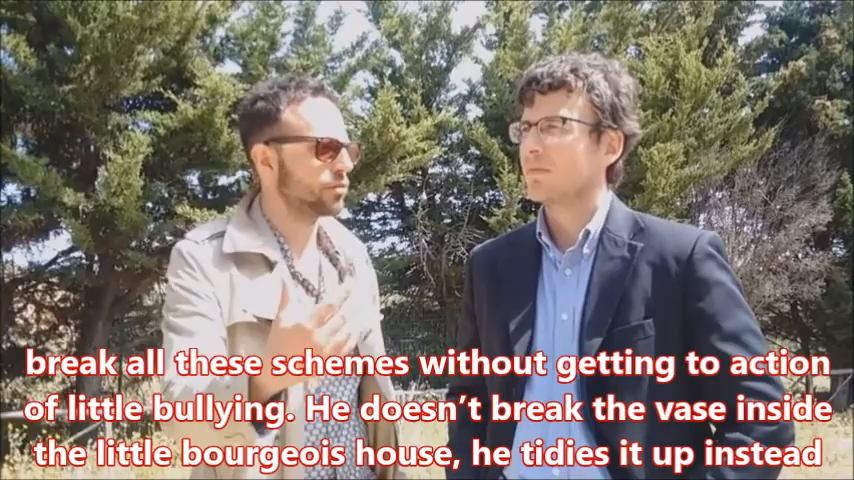 break all these schemes without getting to action
of little bullying. He doesn't break the vase inside
the little bourgeois house, he tidies it up instead